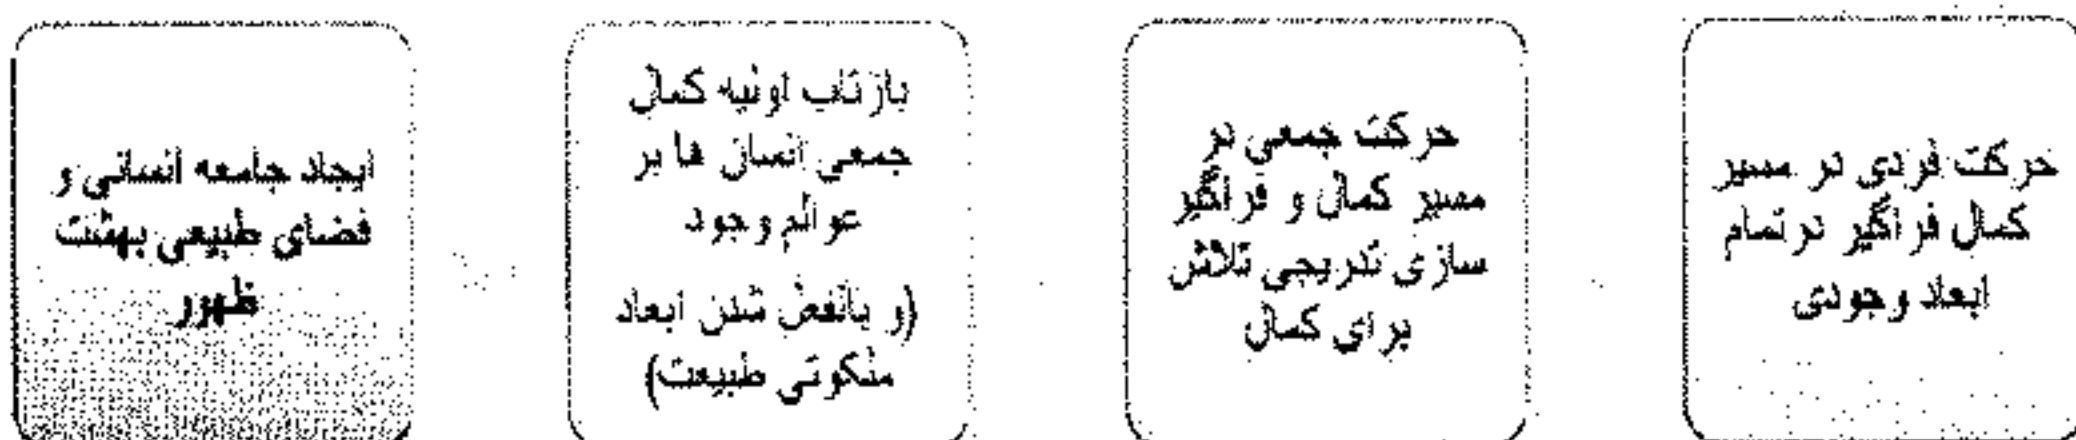 حرکت فردی در مسیر
کمال فراگیر در تمام
ابعاد وجودی
حرکت جمعی در
مسیر کمال و فراگیر
سازی تدریجی تلاش
برای کمال
بازتاب اولیه کمال
جمعی انسان ها بر
عوالم وجود
(و بالفعل شدن ابعاد
ملکوتی طبیعت)
ایجاد جامعه انسانی و
فضای طبیعی بهشت
ظهور